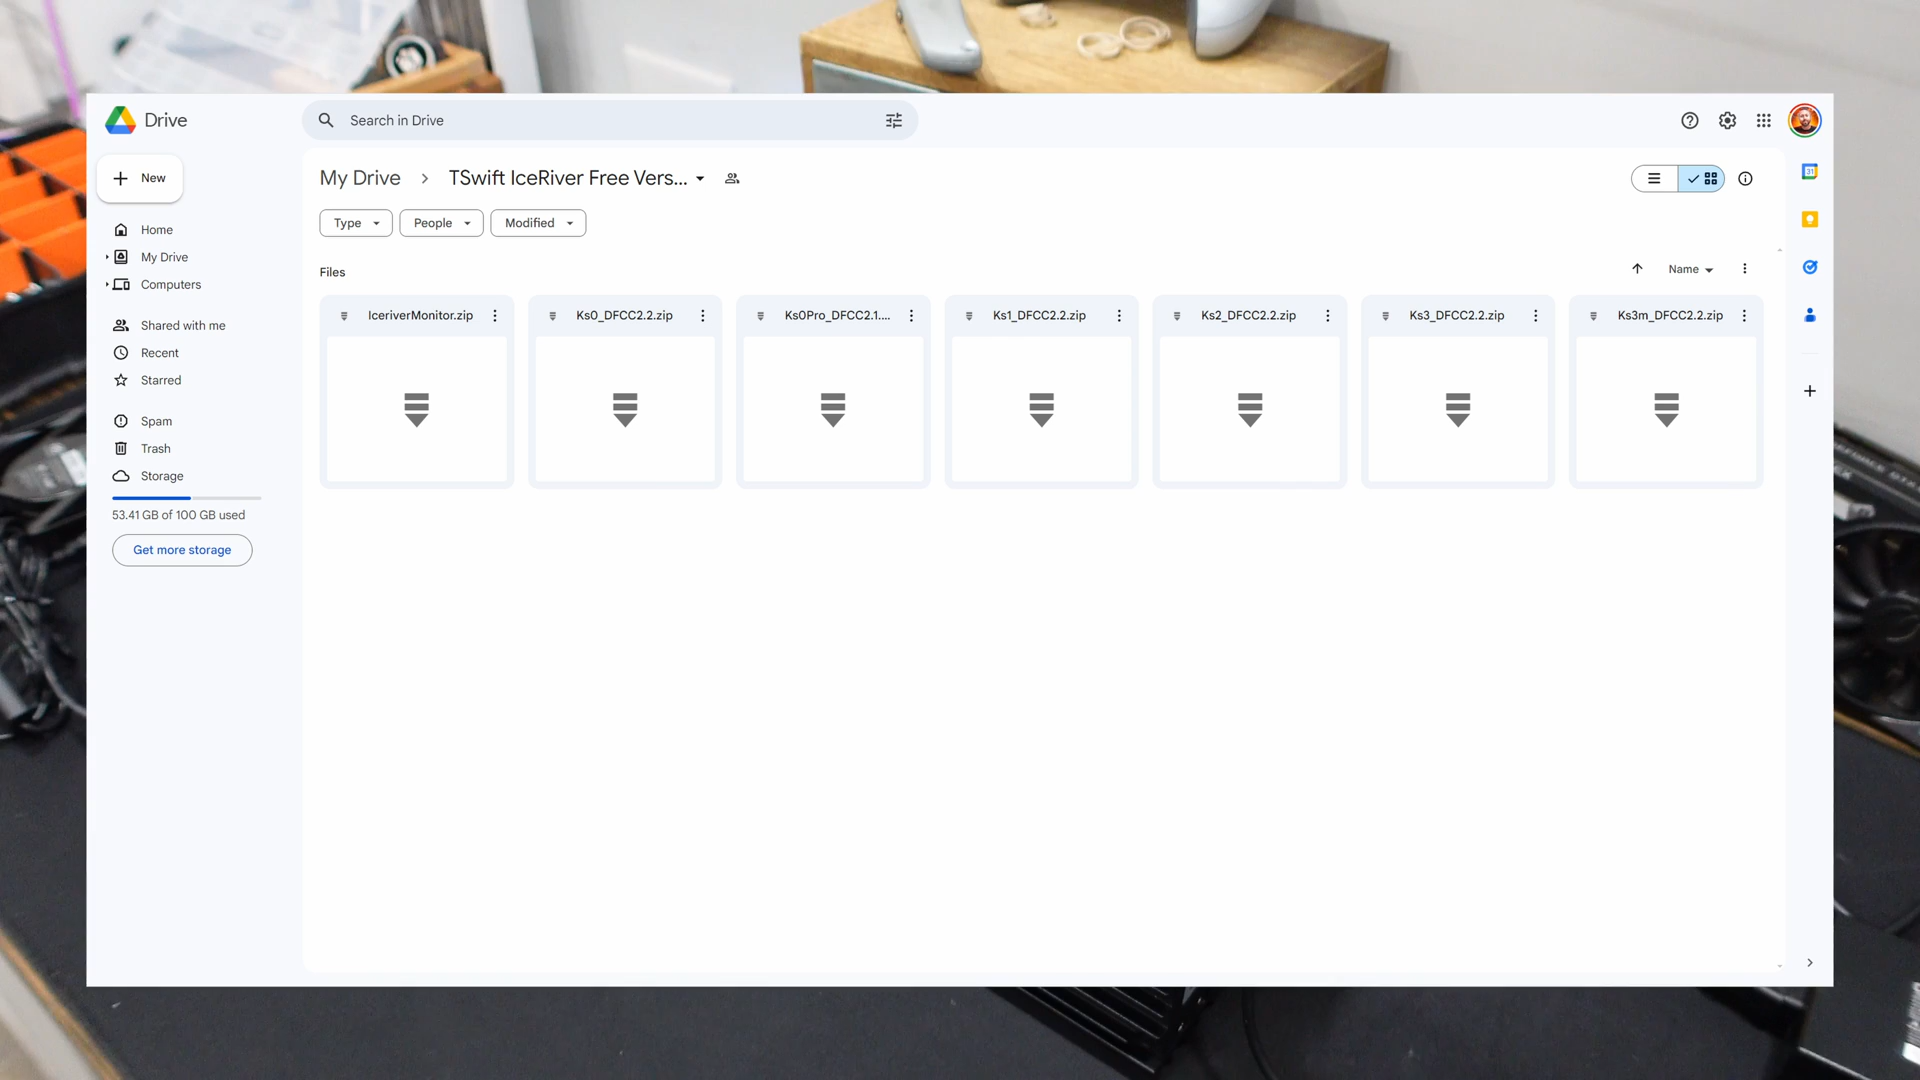 Drive
Search in Drive
New
My Drive
TSwift IceRiver Free Vers...
Type
People
Modified
Home
My Drive
Computers
Shared with me
Recent
Starred
Spam
Trash
Storage
53.41 GB of 100 GB used
Get more storage
Files
Name
IceriverMonitor.zip
Ks0_DFCC2.2.zip
Ks0Pro_DFCC2.1....
Ks1_DFCC2.2.zip
Ks2_DFCC2.2.zip
Ks3_DFCC2.2.zip
Ks3m_DFCC2.2.zip
31